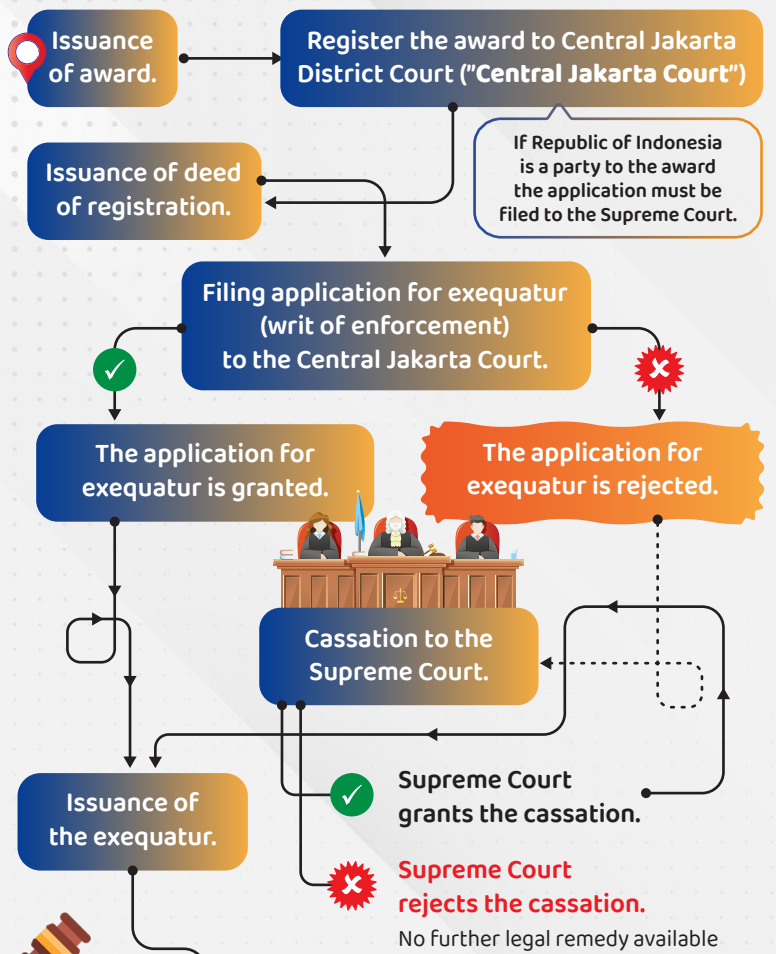 Issuance
of award.
Register the award to Central Jakarta
District Court ("Central Jakarta Court")
If Republic of Indonesia
is a party to the award
the application must be
filed to the Supreme Court.
Issuance of deed
of registration.
Filing application for exequatur
(writ of enforcement)
to the Central Jakarta Court.
The application for
exequatur is granted.
The application for
exequatur is rejected.
Cassation to the
Supreme Court.
Supreme Court
grants the cassation.
Issuance of
the exequatur.
Supreme Court
rejects the cassation.
No further legal remedy available